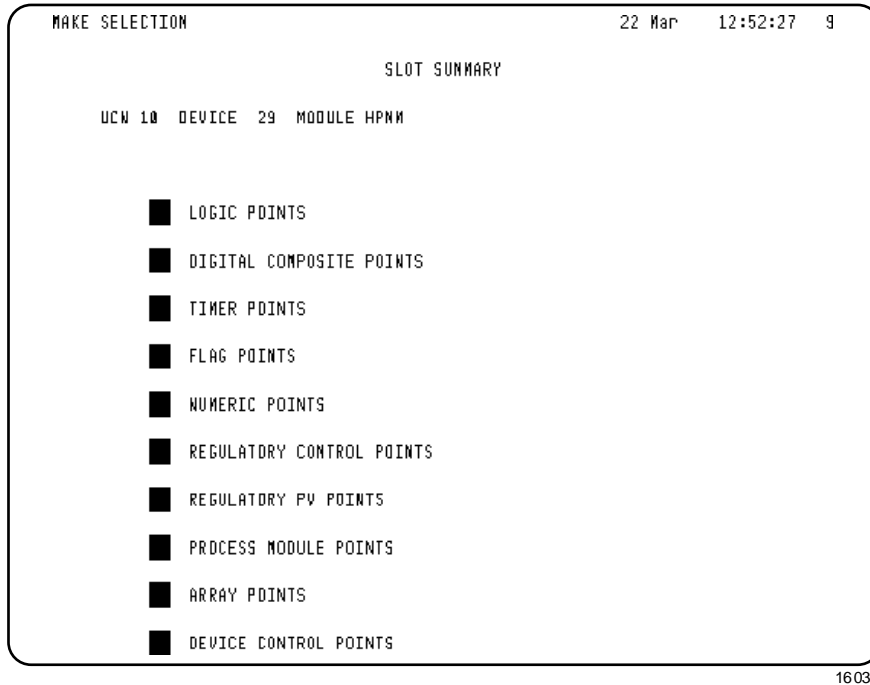 MAKE SELECTION 22 Mar 12:52:27 9
SLOT SUMMARY
UCN 10 DEVICE 29 MODULE HPMM
LOGIC POINTS
DIGITAL COMPOSITE POINTS
TIMER POINTS
FLAG POINTS
NUMERIC POINTS
REGULATORY CONTROL POINTS
REGULATORY PV POINTS
PROCESS MODULE POINTS
ARRAY POINTS
DEVICE CONTROL POINTS
1603